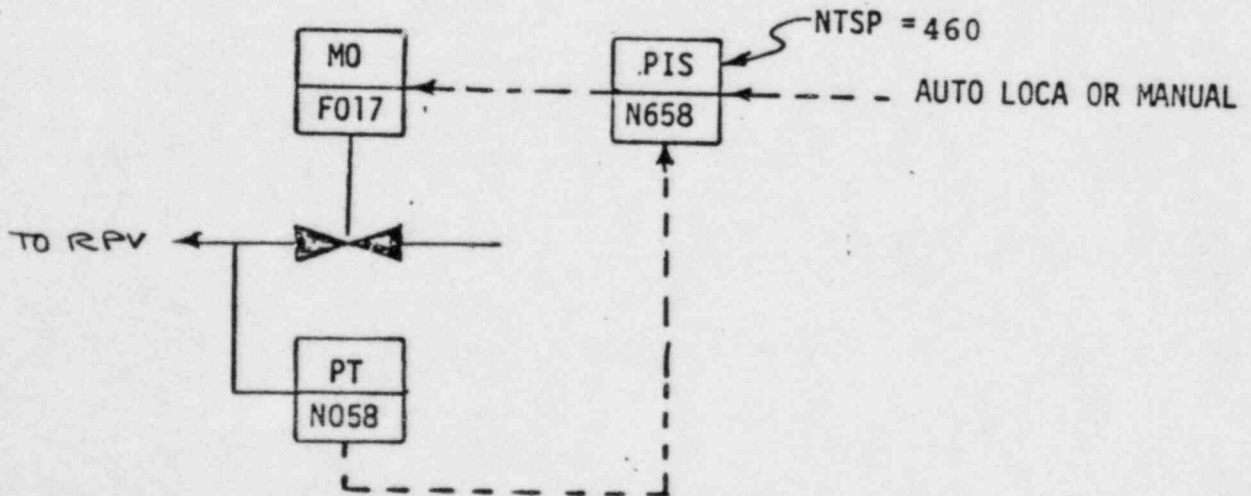 NTSP = 460
MO
F017
.PIS
N658
AUTO LOCA OR MANUAL
TO RPV
PT
N058